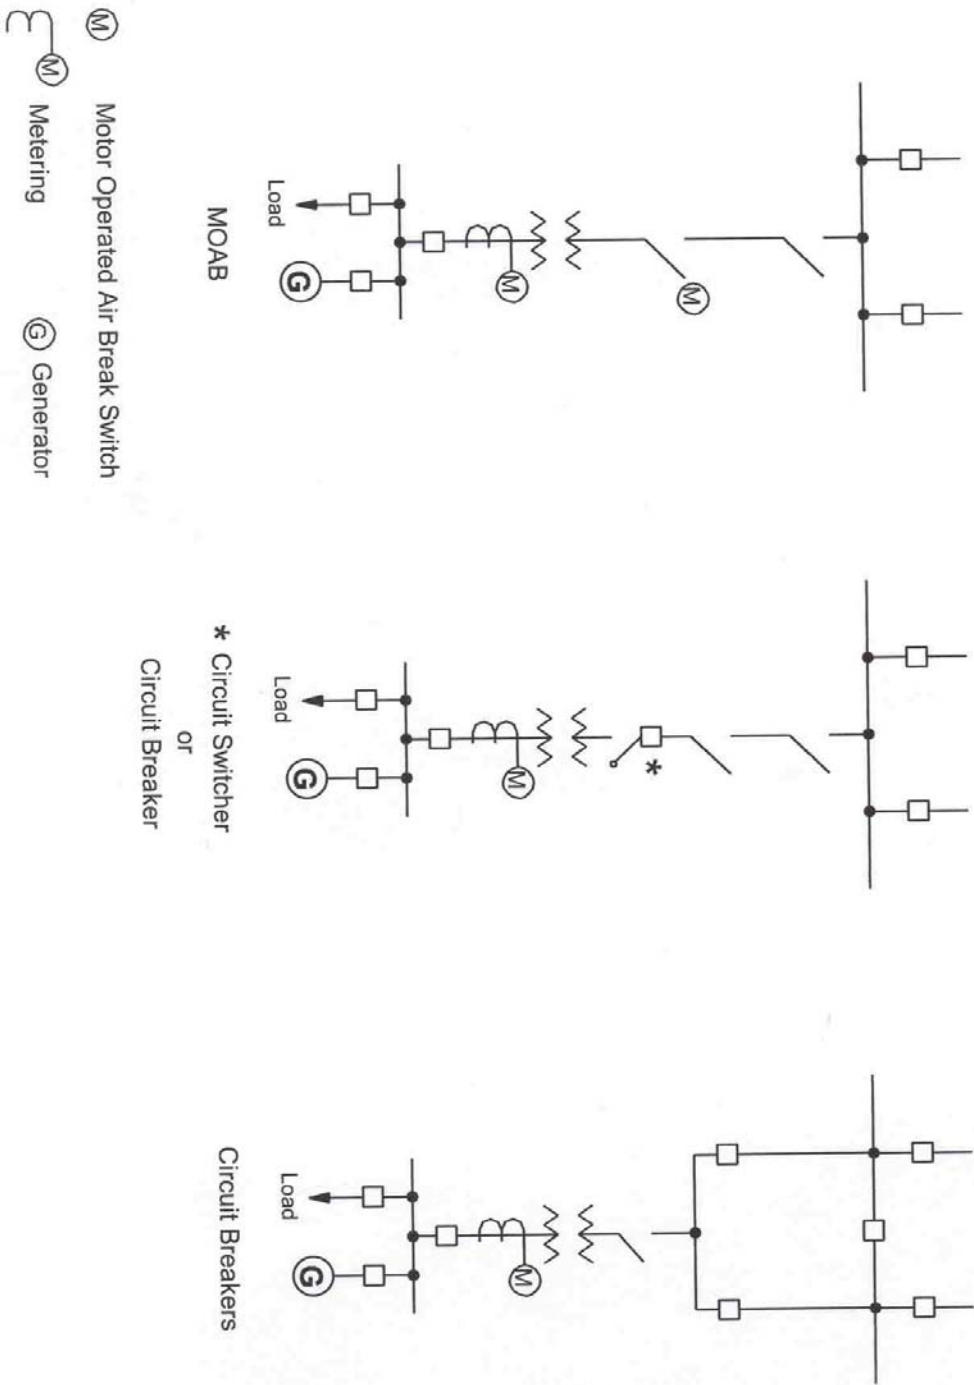 M
M
M
Load
G
MOAB
M
Load
G
*
* Circuit Switcher
or
Circuit Breaker
M
Load
G
Circuit Breakers
M Motor Operated Air Break Switch
M Metering
G Generator